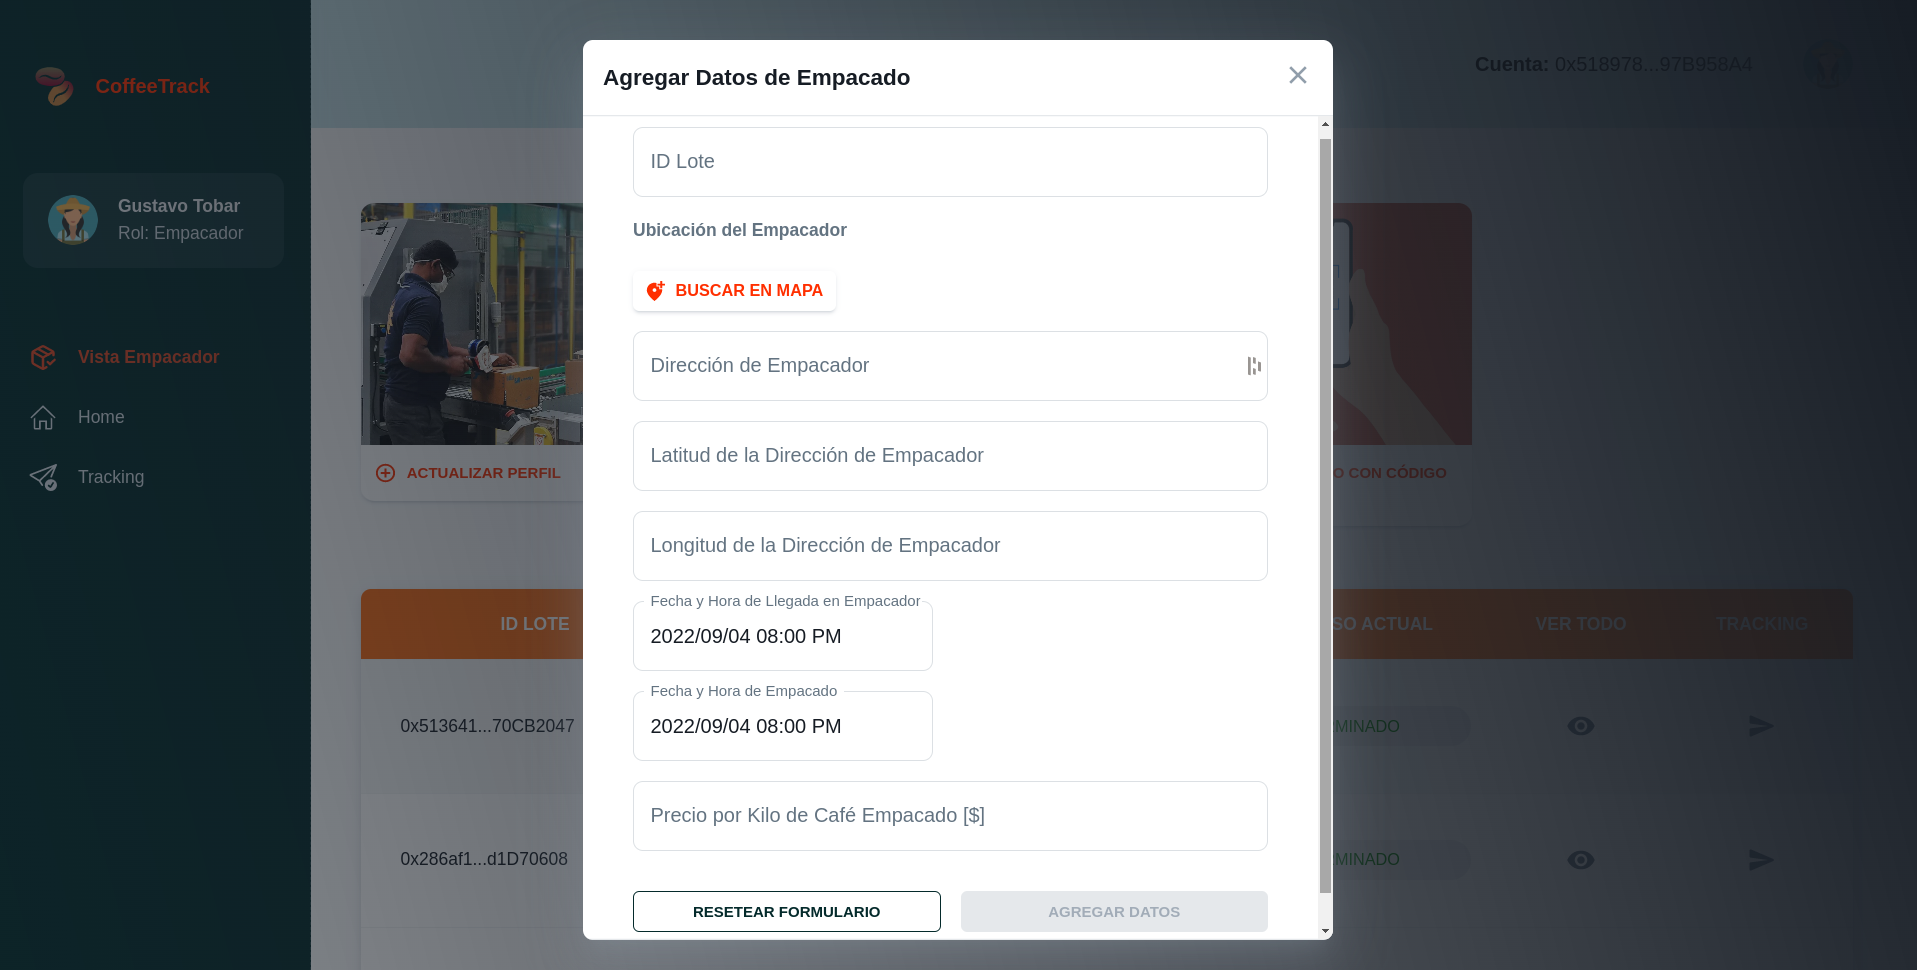 CoffeeTrack
Gustavo Tobar
Rol: Empacador
Vista Empacador
Home
Tracking
Cuenta: 0x518978...97B958A4
ACTUALIZAR PERFIL
O CON CÓDIGO
ID LOTE
SO ACTUAL
VER TODO
TRACKING
0x513641...70CB2047
MINADO
0x286af1...d1D70608
MINADO
Agregar Datos de Empacado
ID Lote
Ubicación del Empacador
BUSCAR EN MAPA
Dirección de Empacador
Latitud de la Dirección de Empacador
Longitud de la Dirección de Empacador
Fecha y Hora de Llegada en Empacador
2022/09/04 08:00 PM
Fecha y Hora de Empacado
2022/09/04 08:00 PM
Precio por Kilo de Café Empacado [$]
RESETEAR FORMULARIO
AGREGAR DATOS